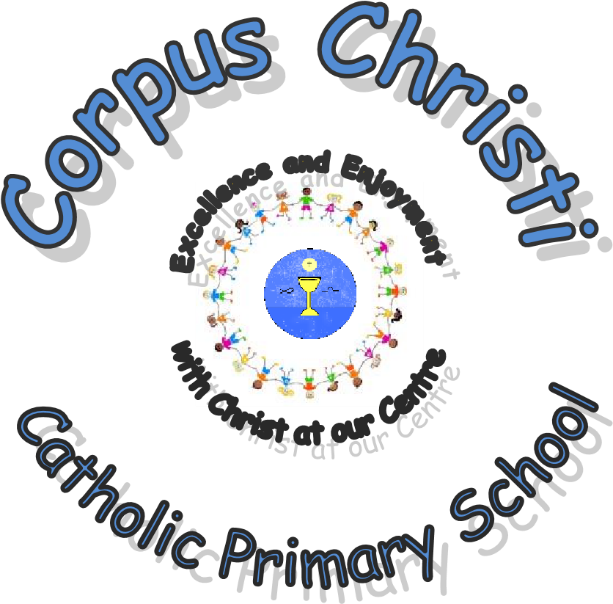 Corpus Christi
Excellence and Enjoyment
with Christ at our Centre
Catholic Primary School